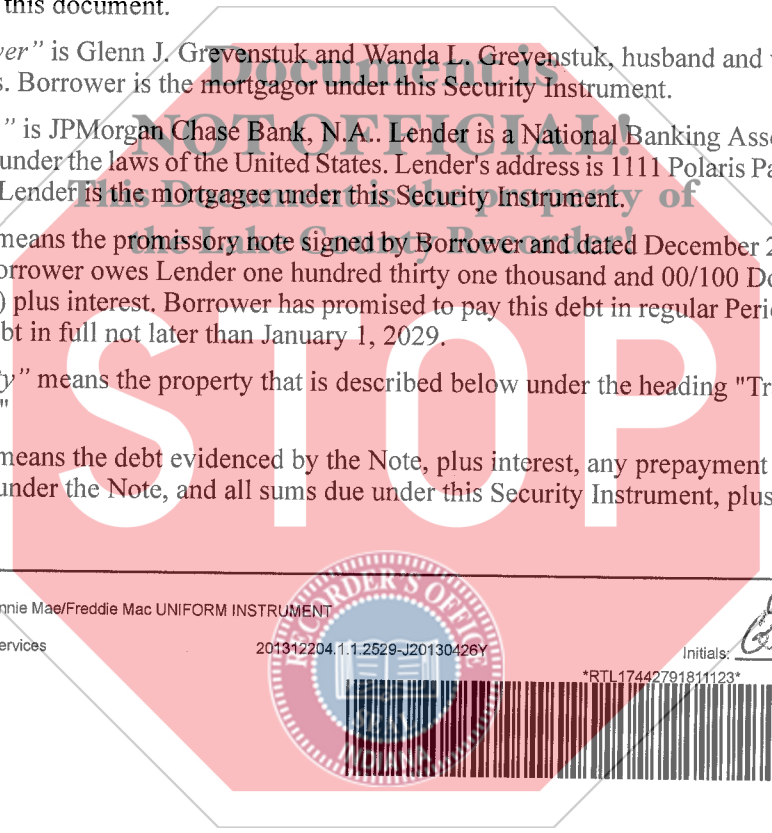 this document.
ver" is Glenn J. Grevenstuk and Wanda L. Grevenstuk, husband and
s. Borrower is the mortgagor under this Security Instrument.
" is JPMorgan Chase Bank, N.A.. Lender is a National Banking Ass
under the laws of the United States. Lender's address is 1111 Polaris Pa
Lender is the mortgagee under this Security Instrument.
means the promissory note signed by Borrower and dated December 2
orrower owes Lender one hundred thirty one thousand and 00/100 Do
) plus interest. Borrower has promised to pay this debt in regular Peri
bt in full not later than January 1, 2029.
y" means the property that is described below under the heading "Tr
"
means the debt evidenced by the Note, plus interest, any prepayment
under the Note, and all sums due under this Security Instrument, plus
Document is
NOT OFFICIAL!
This Document is the property of
the Lake County Recorder!
STOP
nnie Mae/Freddie Mac UNIFORM INSTRUMENT
ervices 201312204.1.1.2529-J20130426Y Initials:
*RTL17442791811123*
RECORDER'S OFFICE
SEAL
INDIANA